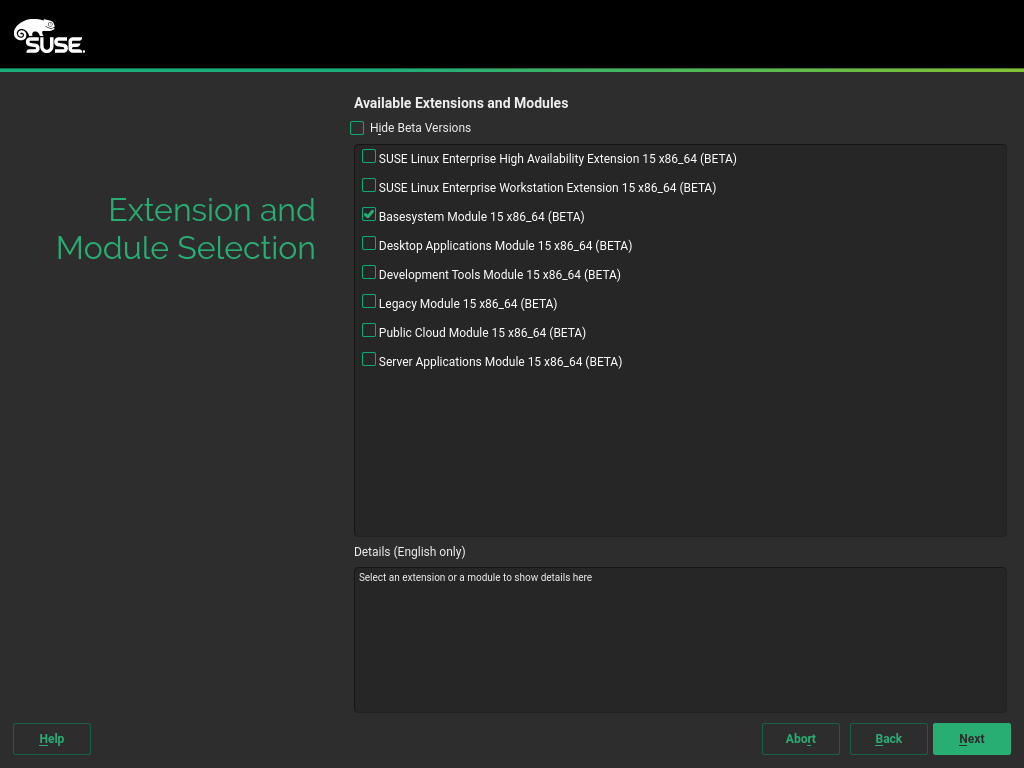 SUSE.
Available Extensions and Modules
Hide Beta Versions
SUSE Linux Enterprise High Availability Extension 15 x86_64 (BETA)
SUSE Linux Enterprise Workstation Extension 15 x86_64 (BETA)
Extension and
Module Selection
Basesystem Module 15 x86_64 (BETA)
Desktop Applications Module 15 x86_64 (BETA)
Development Tools Module 15 x86_64 (BETA)
Legacy Module 15 x86_64 (BETA)
Public Cloud Module 15 x86_64 (BETA)
Server Applications Module 15 x86_64 (BETA)
Details (English only)
Select an extension or a module to show details here
Help
Abort
Back
Next